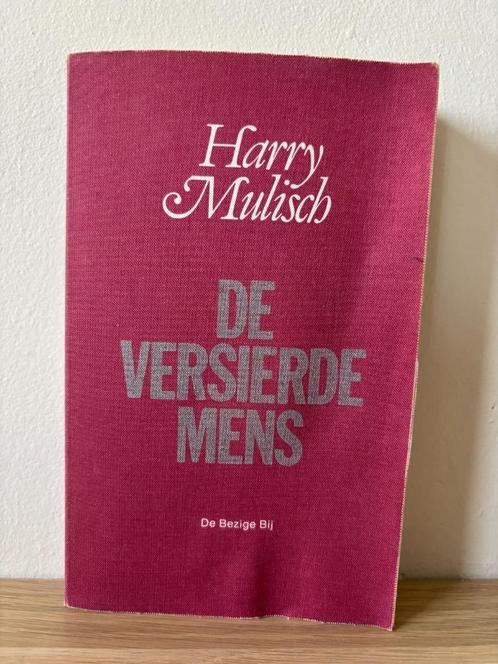 Harry
Mulisch
DE
VERSIERDE
MENS
De Bezige Bij